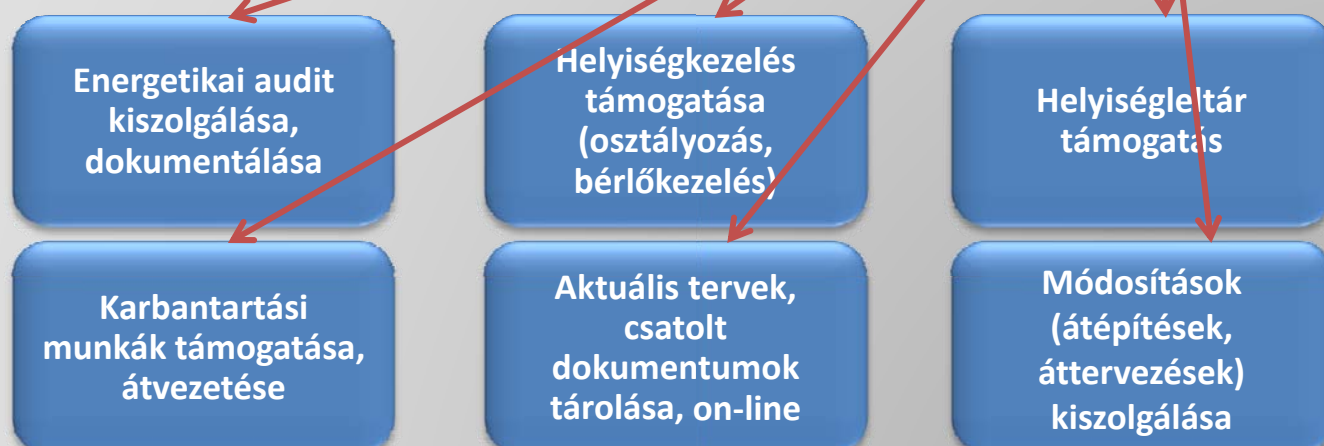 Energetikai audit
kiszolgálása,
dokumentálása
Helyiségkezelés
támogatása
(osztályozás,
bérlőkezelés)
Helyiségleltár
támogatás
Karbantartási
munkák támogatása,
átvezetése
Aktuális tervek,
csatolt
dokumentumok
tárolása, on-line
Módosítások
(átépítések,
áttervezések)
kiszolgálása